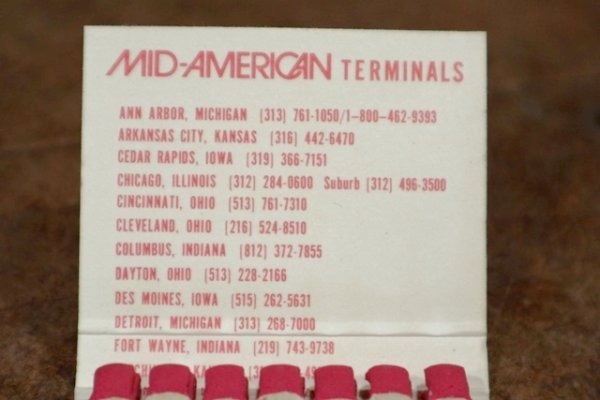 MID-AMERICAN TERMINALS
ANN ARBOR, MICHIGAN (313) 761-1050/1-800-462-9393
ARKANSAS CITY, KANSAS (316) 442-6470
CEDAR RAPIDS, IOWA (319) 366-7151
CHICAGO, ILLINOIS (312) 284-0600 Suburb (312) 496-3500
CINCINNATI, OHIO (513) 761-7310
CLEVELAND, OHIO (216) 524-8510
COLUMBUS, INDIANA (812) 372-7855
DAYTON, OHIO (513) 228-2166
DES MOINES, IOWA (515) 262-5631
DETROIT, MICHIGAN (313) 268-7000
FORT WAYNE, INDIANA (219) 743-9738